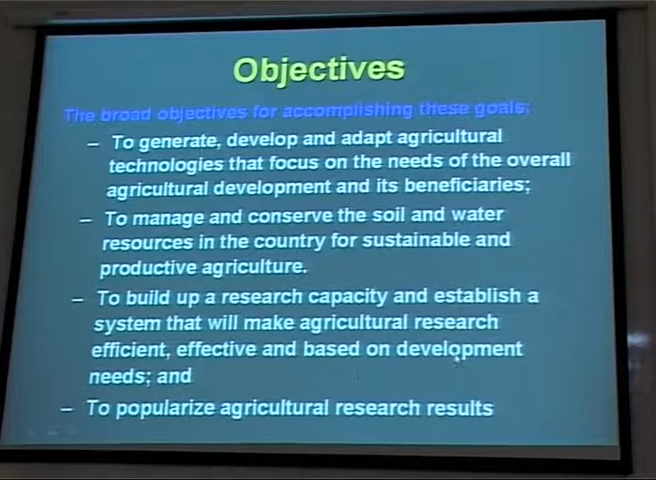 Objectives
The broad objectives for accomplishing these goals:
– To generate, develop and adapt agricultural
technologies that focus on the needs of the overall
agricultural development and its beneficiaries;
– To manage and conserve the soil and water
resources in the country for sustainable and
productive agriculture.
– To build up a research capacity and establish a
system that will make agricultural research
efficient, effective and based on development
needs; and
– To popularize agricultural research results